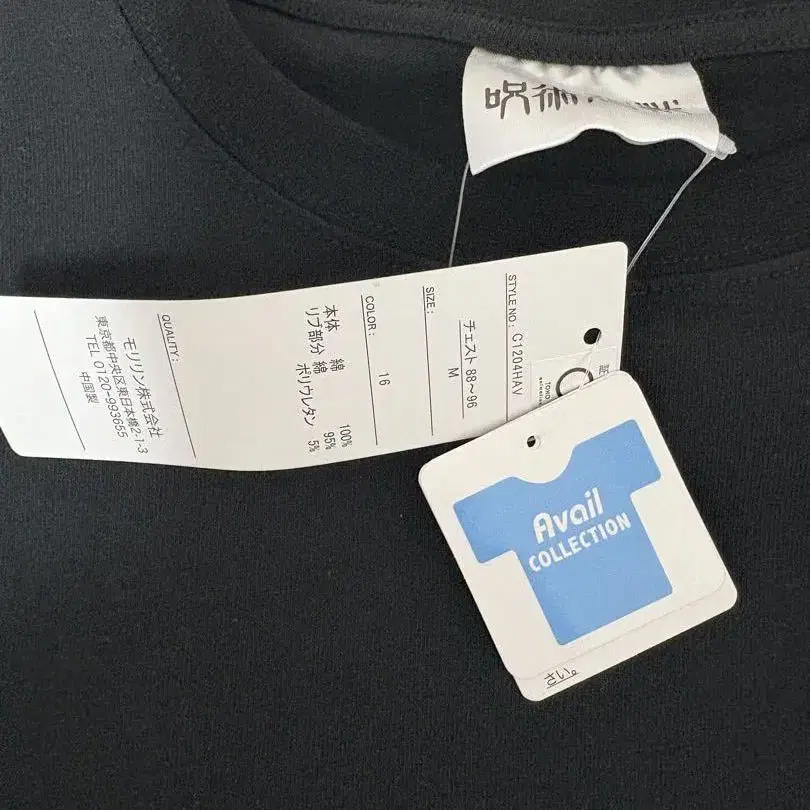 呪術
STYLE NO: C1204HAV
SIZE:
チェスト 88～96
M
COLOR:
16
本体 綿 100%
リブ部分 綿 95%
ポリウレタン 5%
QUALITY:
モリリン株式会社
東京都中央区東日本橋2-1-3
TEL 0120-993655
中国製
Avail
COLLECTION
さい。